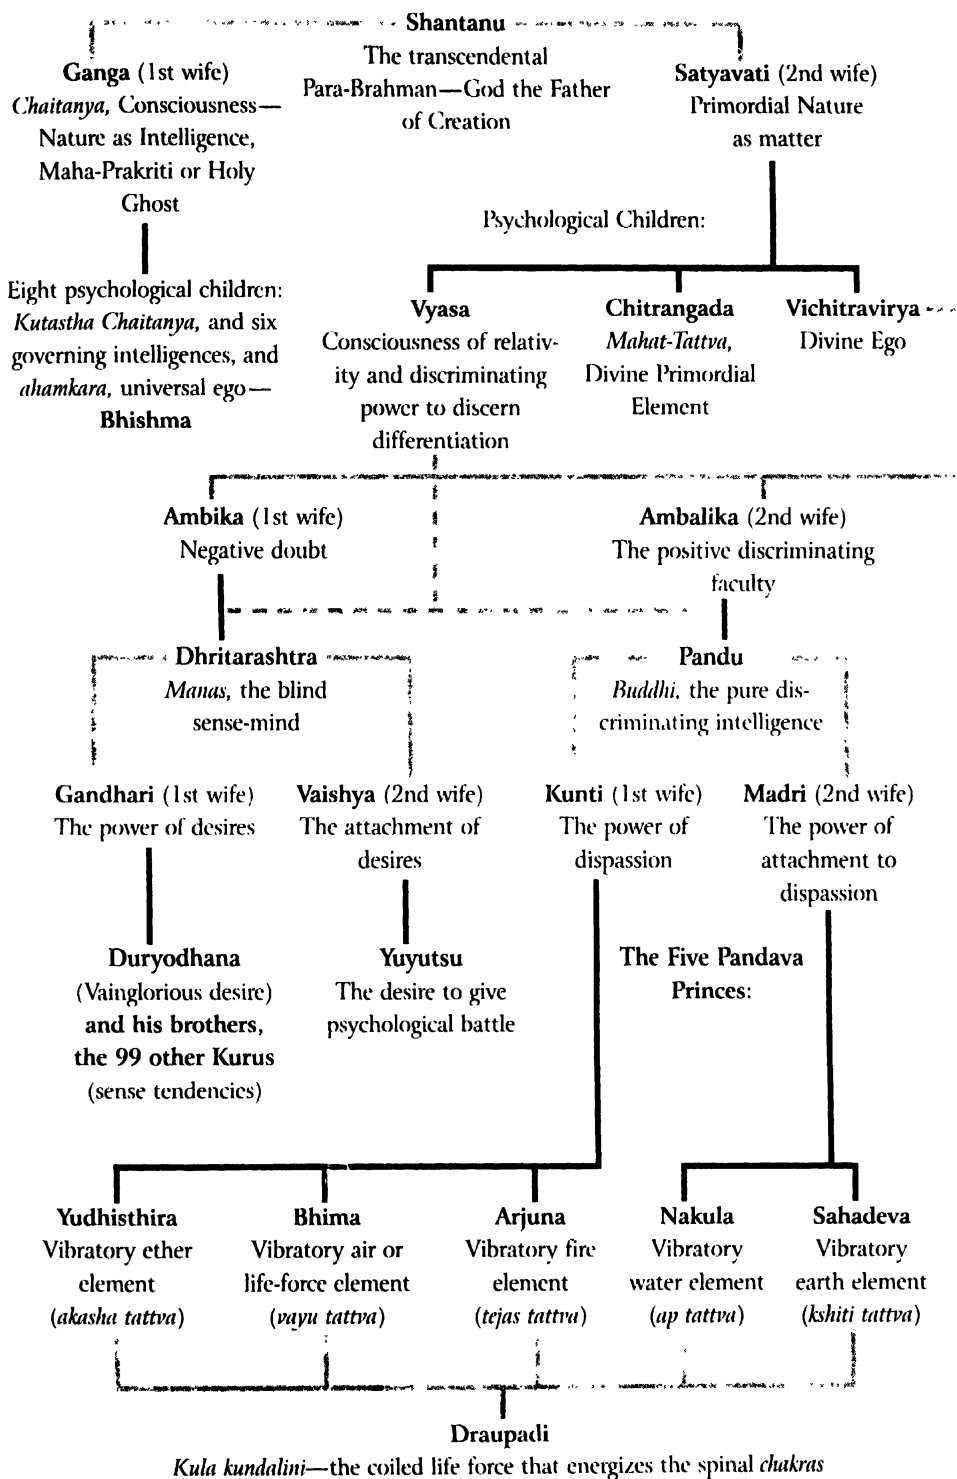 Shantanu
The transcendental
Para-Brahman—God the Father
of Creation
Ganga (1st wife)
Chaitanya, Consciousness—
Nature as Intelligence,
Maha-Prakriti or Holy
Ghost
Satyavati (2nd wife)
Primordial Nature
as matter
Psychological Children:
Eight psychological children:
Kutastha Chaitanya, and six
governing intelligences, and
ahamkara, universal ego—
Bhishma
Vyasa
Consciousness of relativ-
ity and discriminating
power to discern
differentiation
Chitrangada
Mahat-Tattva,
Divine Primordial
Element
Vichitravirya
Divine Ego
Ambika (1st wife)
Negative doubt
Ambalika (2nd wife)
The positive discriminating
faculty
Dhritarashtra
Manas, the blind
sense-mind
Pandu
Buddhi, the pure dis-
criminating intelligence
Gandhari (1st wife)
The power of desires
Vaishya (2nd wife)
The attachment of
desires
Kunti (1st wife)
The power of
dispassion
Madri (2nd wife)
The power of
attachment to
dispassion
Duryodhana
(Vainglorious desire)
and his brothers,
the 99 other Kurus
(sense tendencies)
Yuyutsu
The desire to give
psychological battle
The Five Pandava
Princes:
Yudhisthira
Vibratory ether
element
(akasha tattva)
Bhima
Vibratory air or
life-force element
(vayu tattva)
Arjuna
Vibratory fire
element
(tejas tattva)
Nakula
Vibratory
water element
(ap tattva)
Sahadeva
Vibratory
earth element
(kshiti tattva)
Draupadi
Kula kundalini—the coiled life force that energizes the spinal chakras